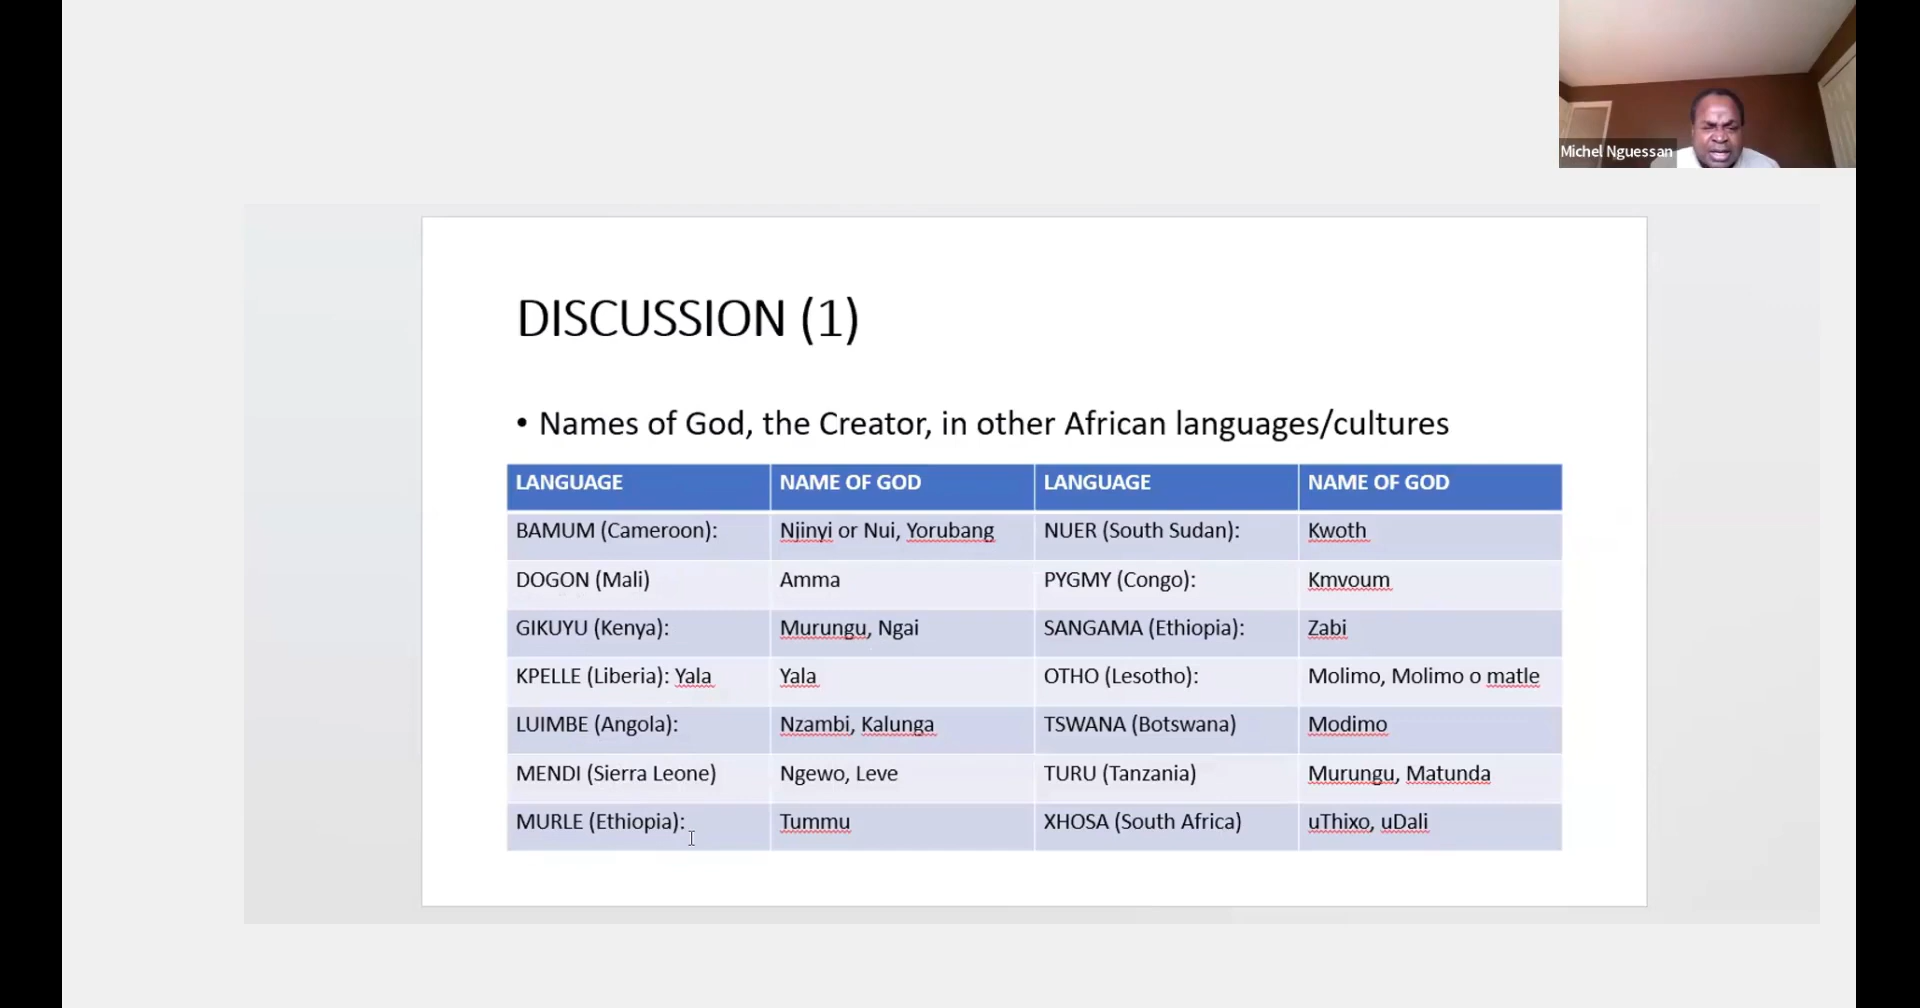 Michel Nguessan
DISCUSSION (1)
• Names of God, the Creator, in other African languages/cultures
LANGUAGE NAME OF GOD LANGUAGE NAME OF GOD
BAMUM (Cameroon): Njinyi or Nui, Yorubang NUER (South Sudan): Kwoth
DOGON (Mali) Amma PYGMY (Congo): Kmvoum
GIKUYU (Kenya): Murungu, Ngai SANGAMA (Ethiopia): Zabi
KPELLE (Liberia): Yala Yala OTHO (Lesotho): Molimo, Molimo o matle
LUIMBE (Angola): Nzambi, Kalunga TSWANA (Botswana) Modimo
MENDI (Sierra Leone) Ngewo, Leve TURU (Tanzania) Murungu, Matunda
MURLE (Ethiopia): Tummu XHOSA (South Africa) uThixo, uDali